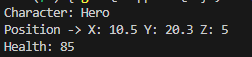 Character: Hero
Position -> X: 10.5 Y: 20.3 Z: 5
Health: 85